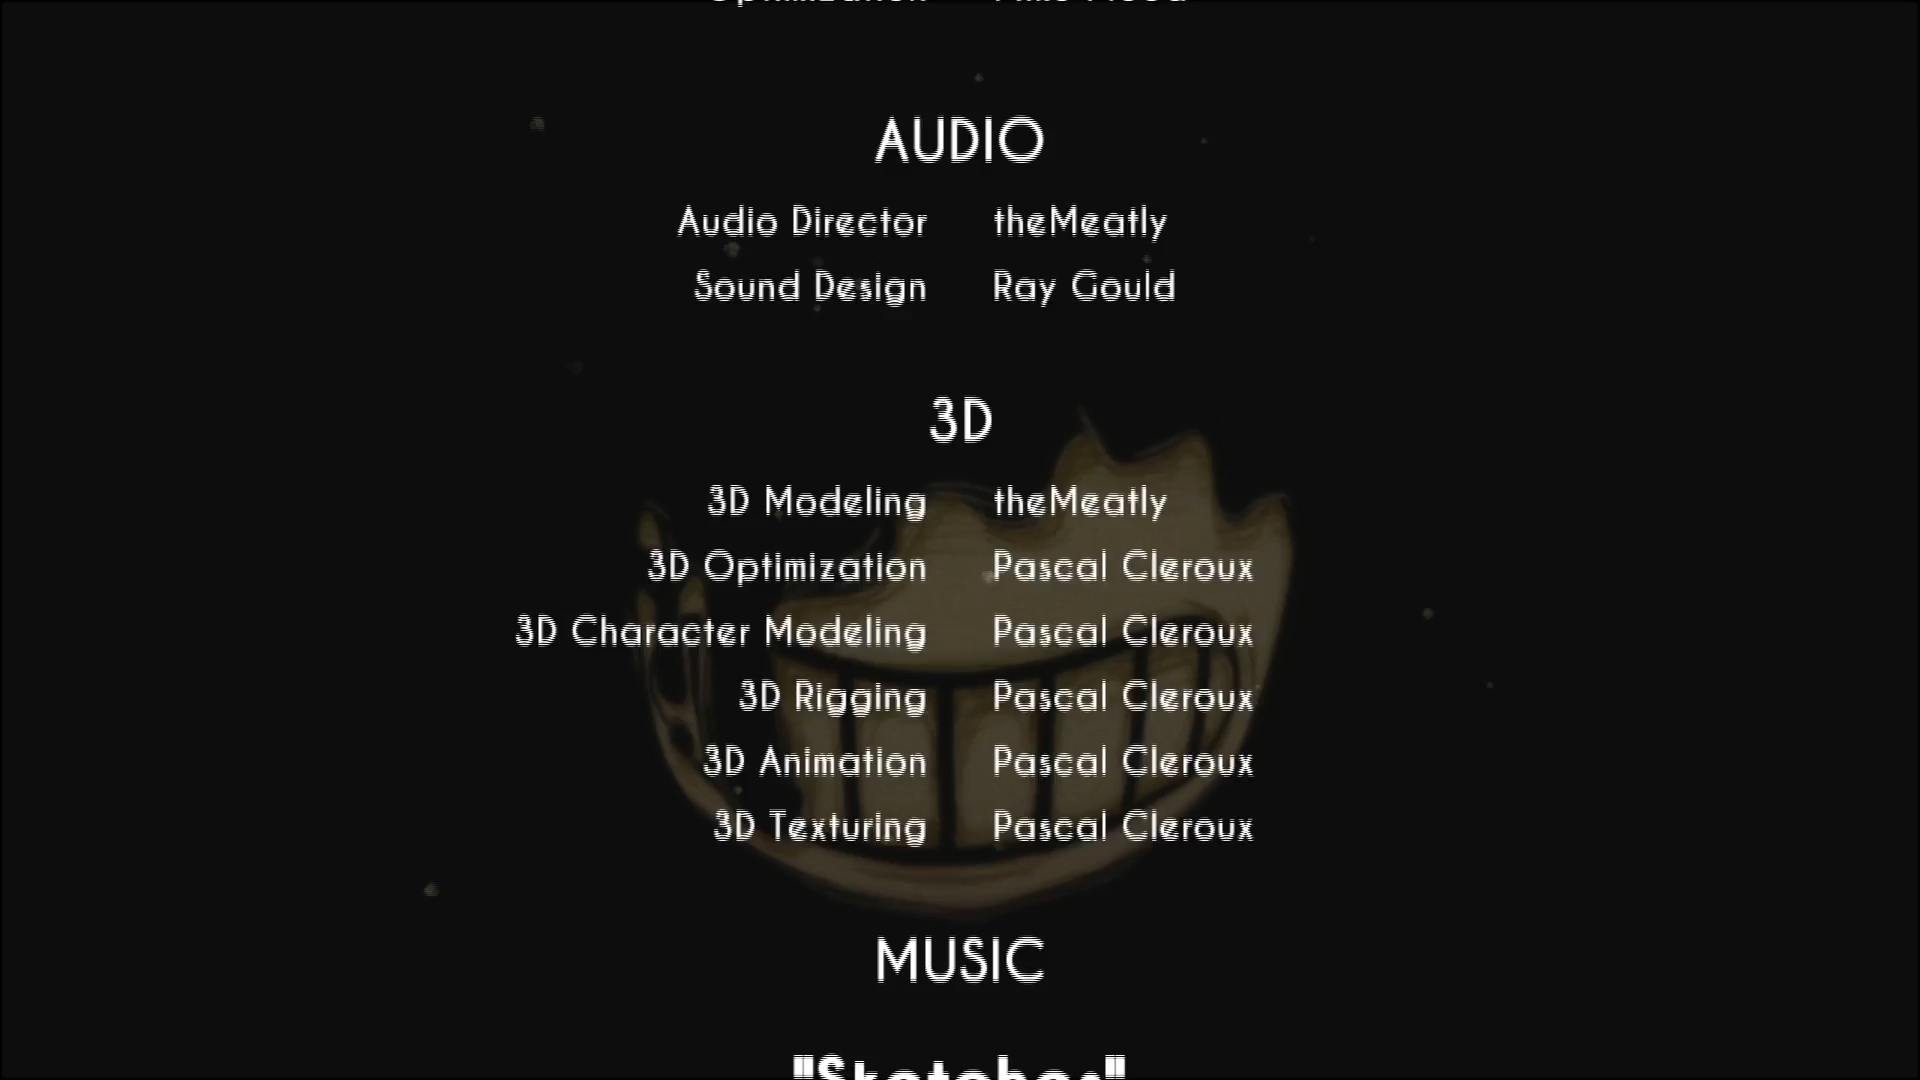 AUDIO
Audio Director theMeatly
Sound Design Ray Gould
3D
3D Modeling theMeatly
3D Optimization Pascal Cleroux
3D Character Modeling Pascal Cleroux
3D Rigging Pascal Cleroux
3D Animation Pascal Cleroux
3D Texturing Pascal Cleroux
MUSIC